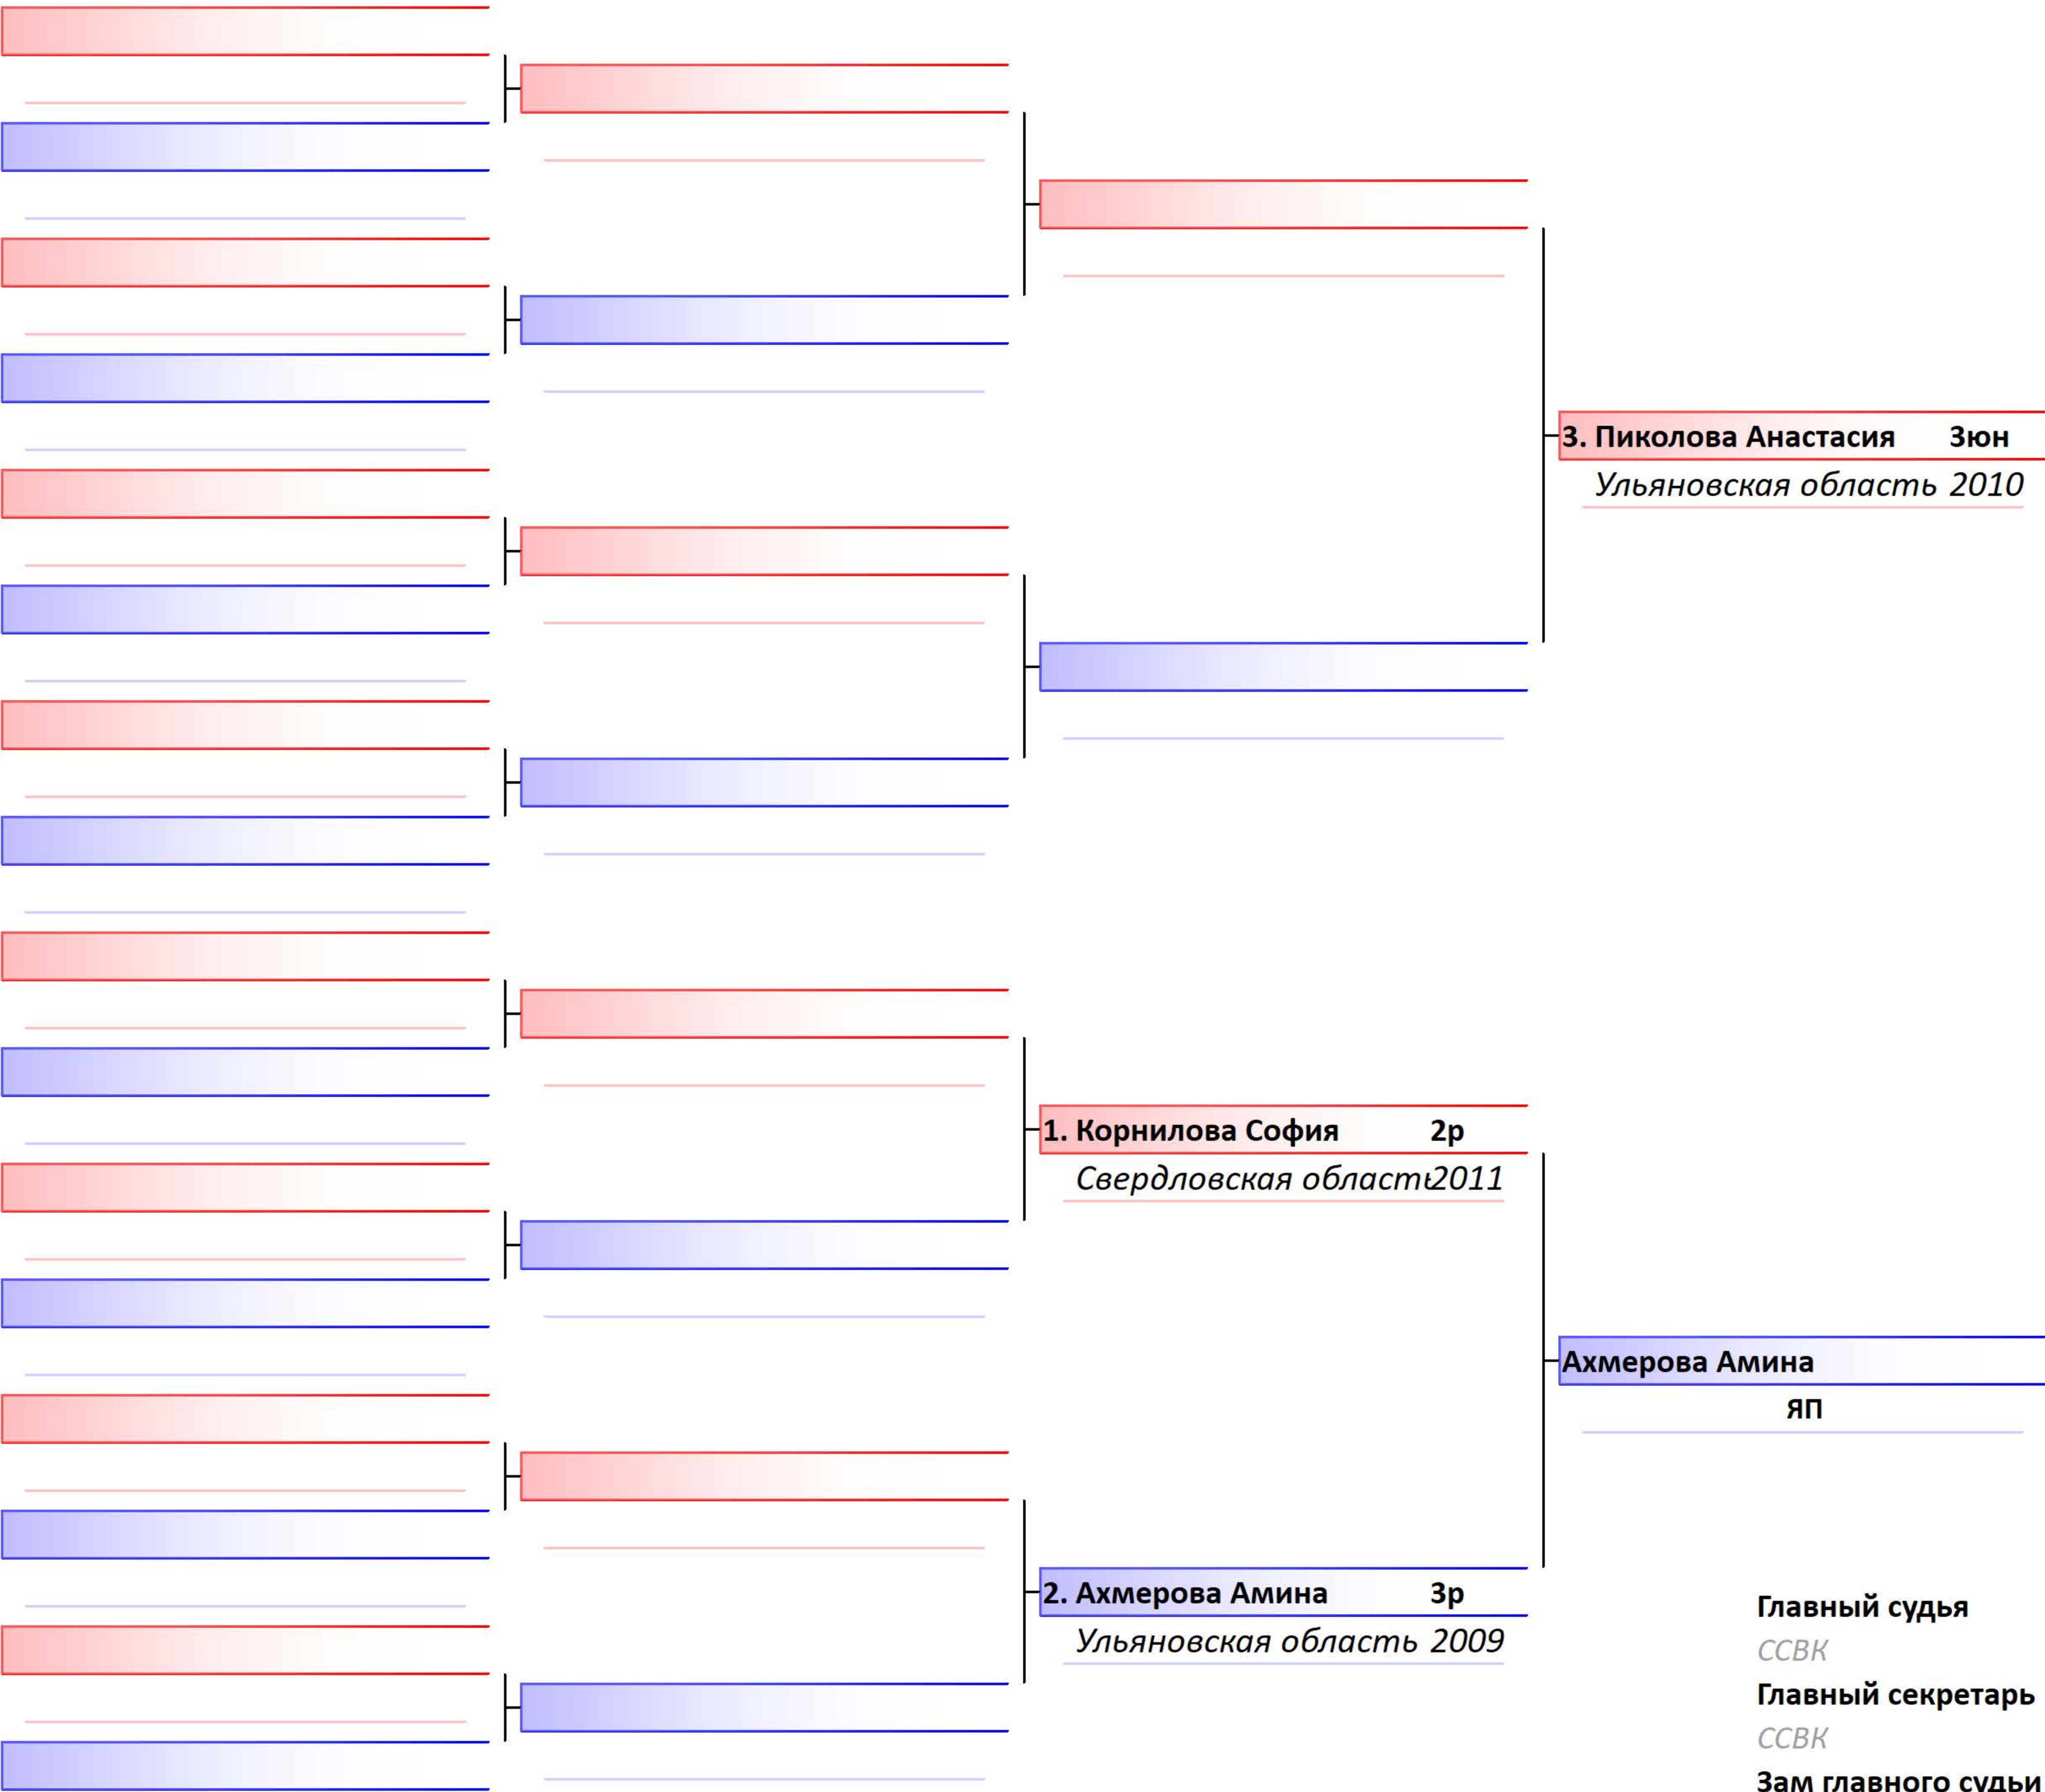 3. Пиколова Анастасия 3юн
Ульяновская область 2010
1. Корнилова София 2р
Свердловская область 2011
Ахмерова Амина
ЯП
2. Ахмерова Амина 3р
Ульяновская область 2009
Главный судья
ССВК
Главный секретарь
ССВК
Зам главного судьи